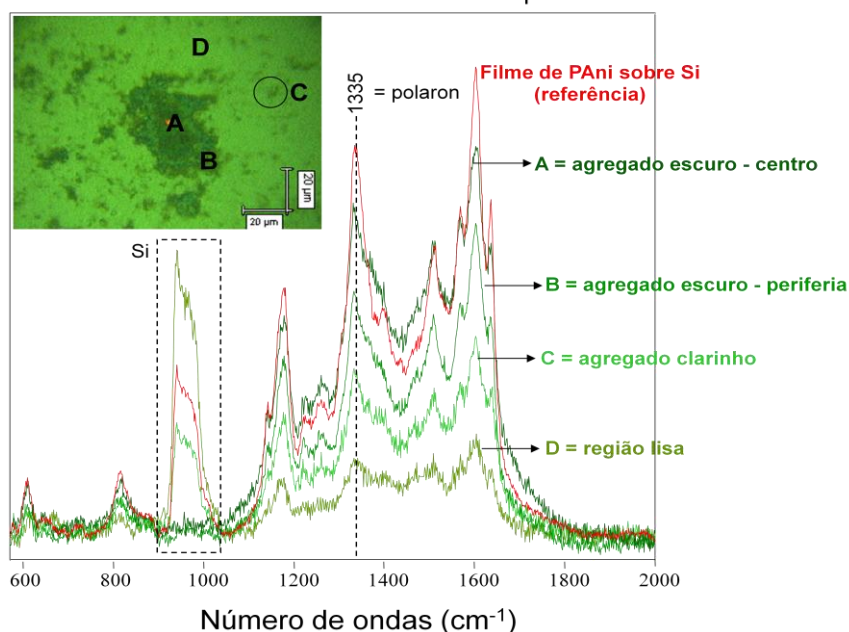 D
C
A
B
20 µm
20 µm
1335
= polaron
Filme de PAni sobre Si
(referência)
A = agregado escuro - centro
Si
B = agregado escuro - periferia
C = agregado clarinho
D = região lisa
600 800 1000 1200 1400 1600 1800 2000
Número de ondas (cm-1)